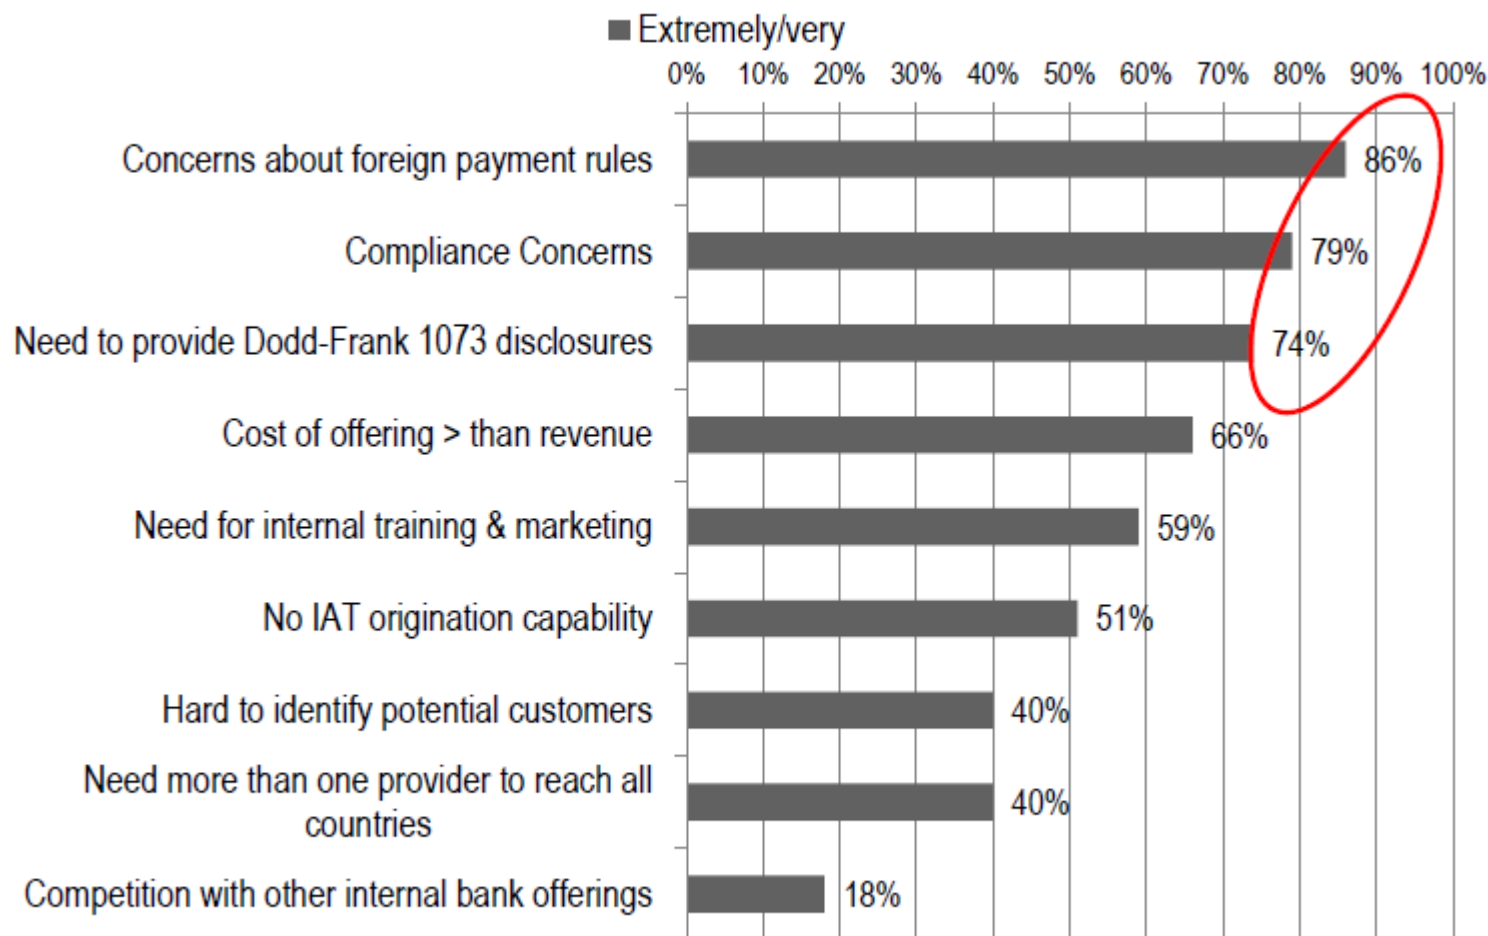 Extremely/very
0% 10% 20% 30% 40% 50% 60% 70% 80% 90% 100%
Concerns about foreign payment rules 86%
Compliance Concerns 79%
Need to provide Dodd-Frank 1073 disclosures 74%
Cost of offering > than revenue 66%
Need for internal training & marketing 59%
No IAT origination capability 51%
Hard to identify potential customers 40%
Need more than one provider to reach all
countries 40%
Competition with other internal bank offerings 18%